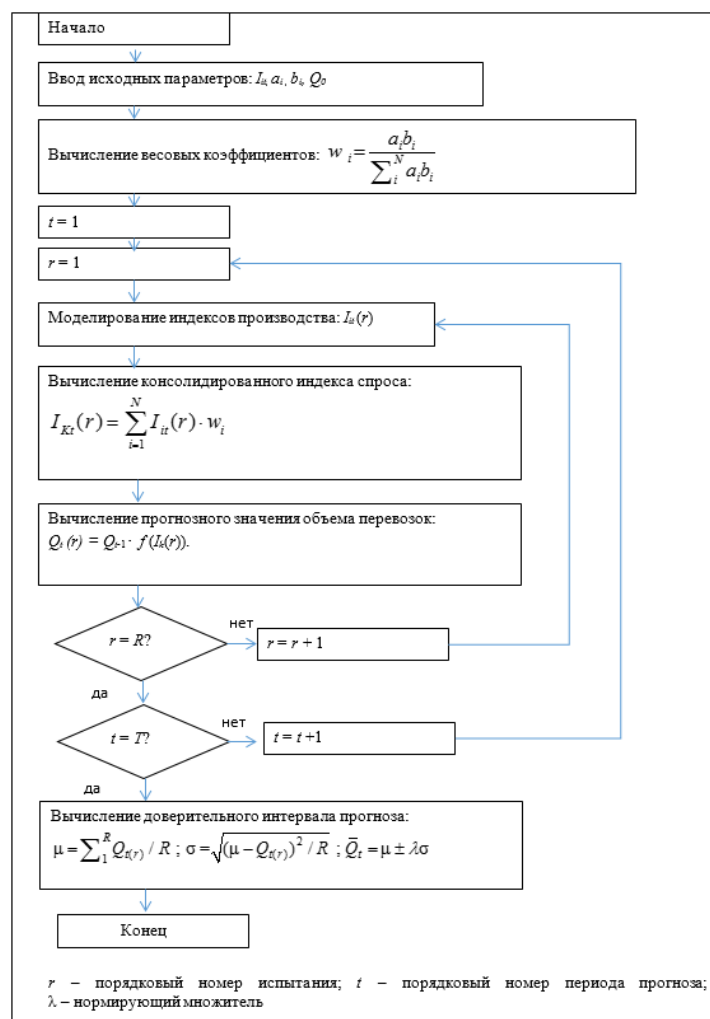 Начало
Ввод исходных параметров: Iit, ai, bi, Q0
Вычисление весовых коэффициентов: w i = aibi / ∑iN aibi
t = 1
r = 1
Моделирование индексов производства: Iit(r)
Вычисление консолидированного индекса спроса:
IKt(r) = ∑i=1N Iit(r) · wi
Вычисление прогнозного значения объема перевозок:
Qt (r) = Qt-1 · f(Ik(r)).
r = R?
нет
r = r + 1
да
t = T?
нет
t = t +1
да
Вычисление доверительного интервала прогноза:
μ = ∑1R Qt(r) / R ; σ = √(μ – Qt(r))2 / R ; Q̄t = μ ± λσ
Конец
r – порядковый номер испытания; t – порядковый номер периода прогноза;
λ – нормирующий множитель